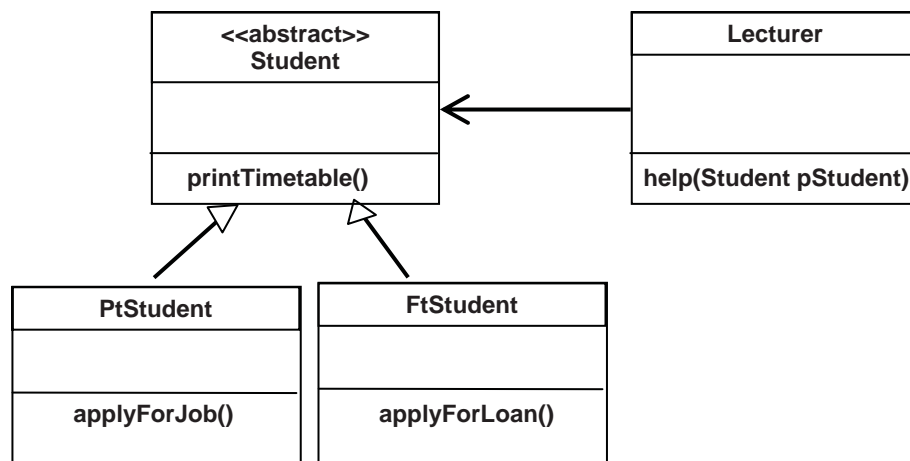 <<abstract>>
Student
printTimetable()
Lecturer
help(Student pStudent)
PtStudent
applyForJob()
FtStudent
applyForLoan()